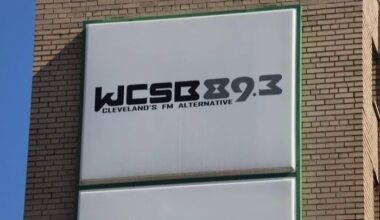 WCSB 89.3
CLEVELAND'S FM ALTERNATIVE